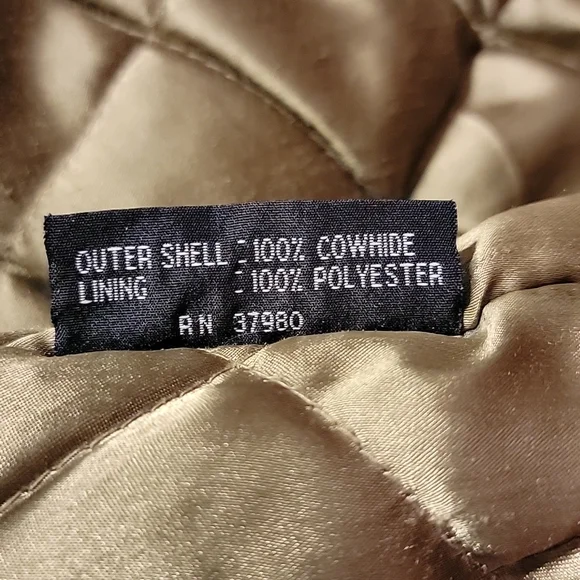 OUTER SHELL : 100% COWHIDE
LINING : 100% POLYESTER
RN 37980